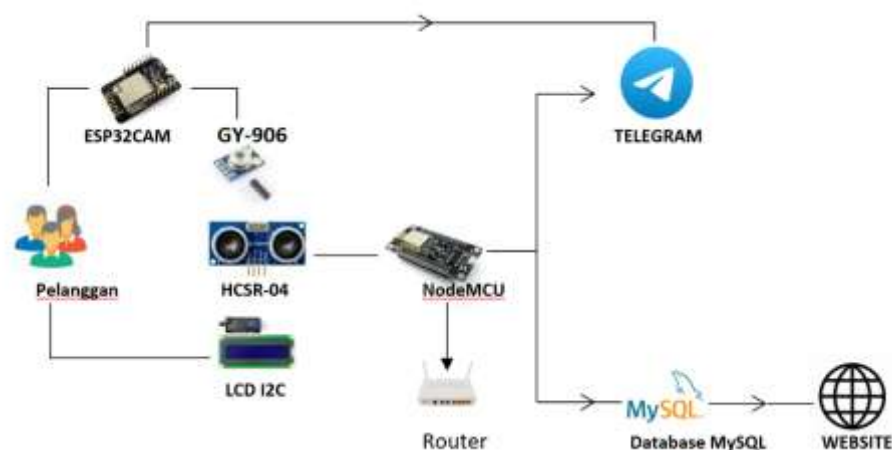 ESP32CAM
GY-906
TELEGRAM
Pelanggan
HCSR-04
NodeMCU
LCD I2C
Router
MySQL
Database MySQL
WEBSITE